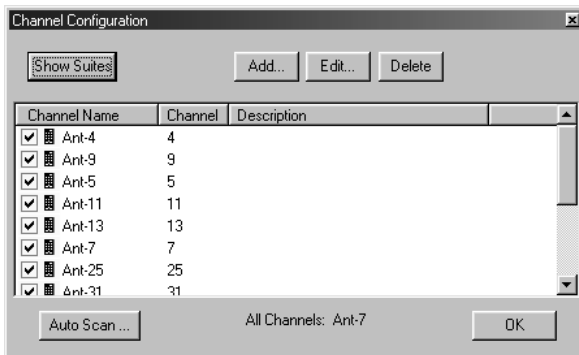 Channel Configuration
Show Suites Add... Edit... Delete
Channel Name Channel Description
Ant-4 4
Ant-9 9
Ant-5 5
Ant-11 11
Ant-13 13
Ant-7 7
Ant-25 25
Ant-31 31
Auto Scan ... All Channels: Ant-7 OK